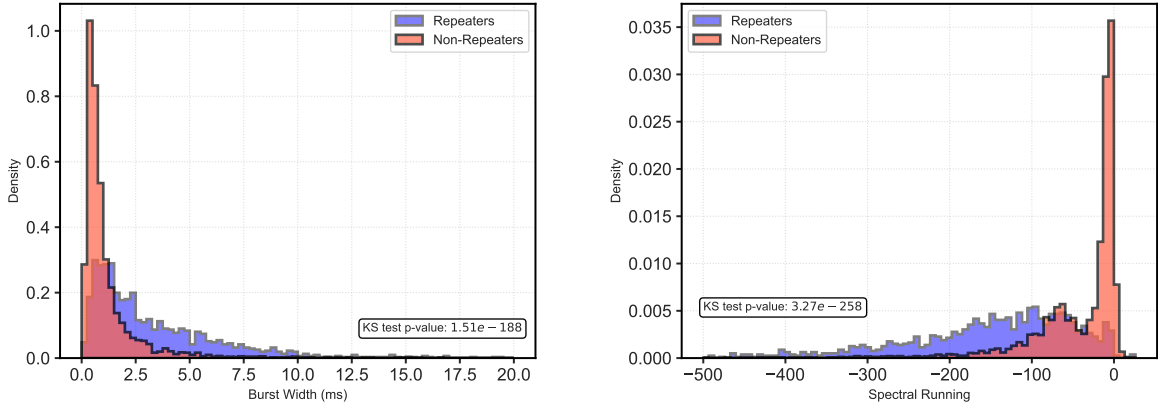 Repeaters
Non-Repeaters
1.0
0.8
0.6
0.4
0.2
0.0
Density
KS test p-value: 1.51e − 188
0.0 2.5 5.0 7.5 10.0 12.5 15.0 17.5 20.0
Burst Width (ms)
Repeaters
Non-Repeaters
0.035
0.030
0.025
0.020
0.015
0.010
0.005
0.000
Density
KS test p-value: 3.27e − 258
−500 −400 −300 −200 −100 0
Spectral Running